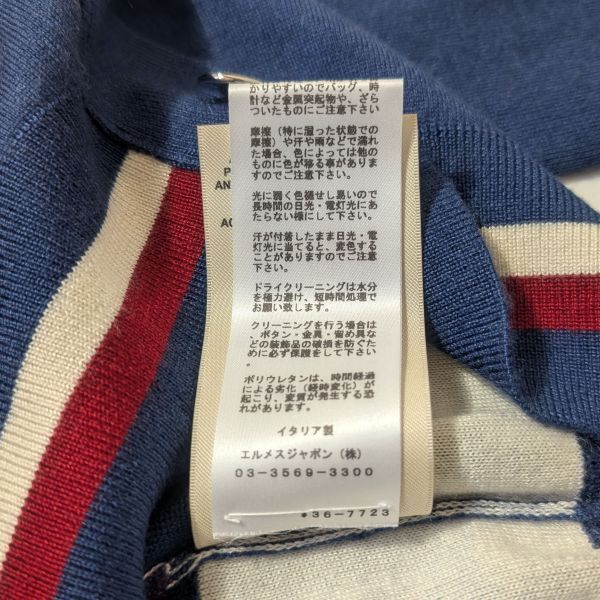 かりやすいのでバッグ、時
計など金属突起物や、ざら
ついたものにご注意下さい
摩擦（特に湿った状態での
摩擦）や汗や雨などで濡れ
た場合、色によっては他の
ものに色が移る事があります
ますのでご注意下さい。
光に弱く色褪せし易いので
長時間の日光・電灯光にあ
たらない様にして下さい。
汗が付着したまま日光・電
灯光に当てると、変色する
ことがありますのでご注意下さい。
ドライクリーニングは水分
を極力避け、短時間処理で
お願い致します。
クリーニングを行う場合は
、ボタン・金具・留め具な
どの装飾品の破損を防ぐた
めに必ず保護をして下さい
。
ポリウレタンは、時間経過
による劣化（経時変化）が
起こり、変質が発生する恐
れがあります。
イタリア製
エルメスジャポン（株）
03-3569-3300
*36-7723
A
P
AN
AC